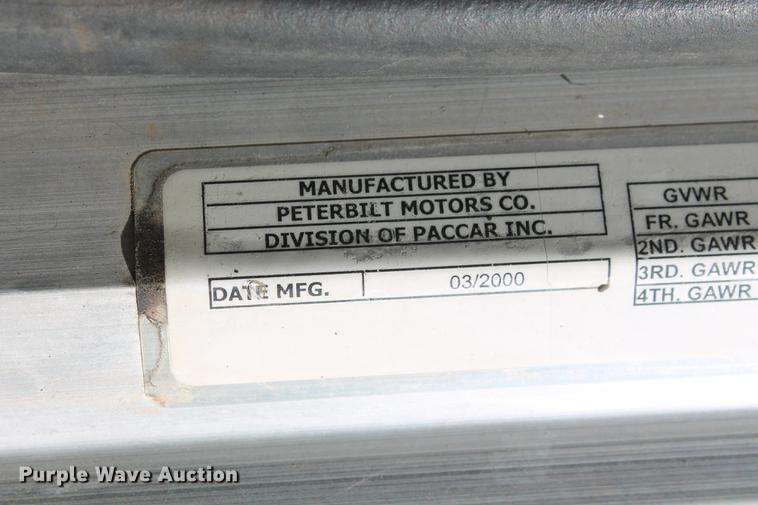 MANUFACTURED BY
PETERBILT MOTORS CO.
DIVISION OF PACCAR INC.
DATE MFG. 03/2000
GVWR
FR. GAWR
2ND. GAWR
3RD. GAWR
4TH. GAWR
Purple Wave Auction